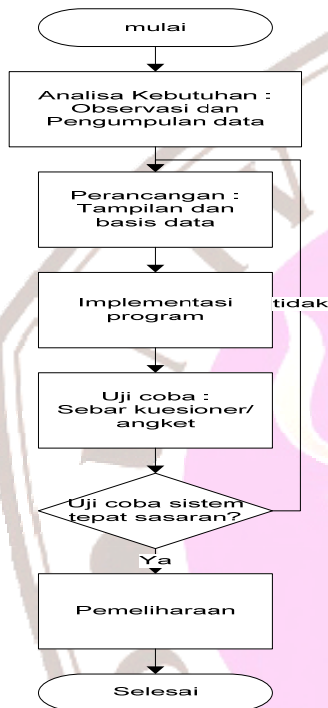 mulai
Analisa Kebutuhan :
Observasi dan
Pengumpulan data
Perancangan :
Tampilan dan
basis data
Implementasi
program
tidak
Uji coba :
Sebar kuesioner/
angket
Uji coba sistem
tepat sasaran?
Ya
Pemeliharaan
Selesai